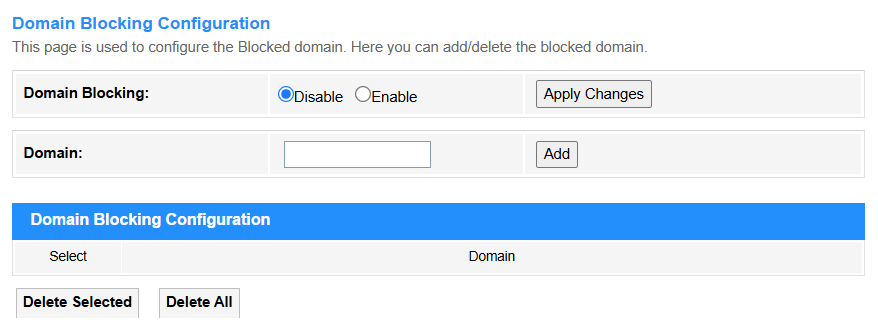 Domain Blocking Configuration
This page is used to configure the Blocked domain. Here you can add/delete the blocked domain.
Domain Blocking: Disable Enable Apply Changes
Domain: Add
Domain Blocking Configuration
Select Domain
Delete Selected Delete All